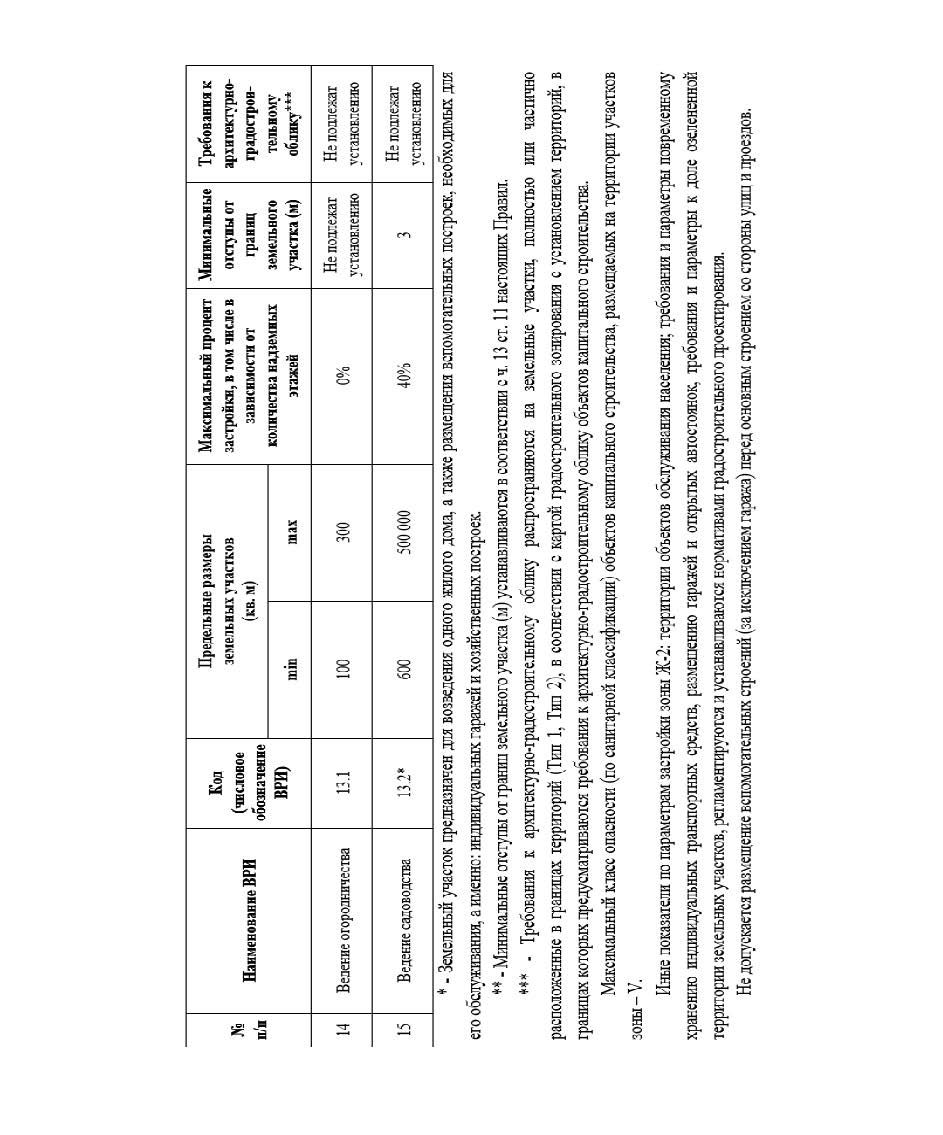 № п/п
Наименование ВРИ
Код (числовое обозначение ВРИ)
Предельные размеры земельных участков (кв. м)
min
max
Максимальный процент застройки, в том числе в зависимости от количества надземных этажей
Минимальные отступы от границ земельного участка (м)
Требования к архитектурно-градострои-тельному облику***
14 Ведение огородничества 13.1 100 300 0% Не подлежат установлению Не подлежат установлению
15 Ведение садоводства 13.2* 600 500 000 40% 3 Не подлежат установлению
* - Земельный участок предназначен для возведения одного жилого дома, а также размещения вспомогательных построек, необходимых для
его обслуживания, а именно: индивидуальных гаражей и хозяйственных построек.
** - Минимальные отступы от границ земельного участка (м) устанавливаются в соответствии с ч. 13 ст. 11 настоящих Правил.
*** - Требования к архитектурно-градостроительному облику распространяются на земельные участки, полностью или частично
расположенные в границах территорий (Тип 1, Тип 2), в соответствии с картой градостроительного зонирования с установлением территорий, в
границах которых предусматриваются требования к архитектурно-градостроительному облику объектов капитального строительства.
Максимальный класс опасности (по санитарной классификации) объектов капитального строительства, размещаемых на территории участков
зоны – V.
Иные показатели по параметрам застройки зоны Ж-2: территории объектов обслуживания населения; требования и параметры повременному
хранению индивидуальных транспортных средств, размещению гаражей и открытых автостоянок, требования и параметры к доле озелененной
территории земельных участков, регламентируются и устанавливаются нормативами градостроительного проектирования.
Не допускается размещение вспомогательных строений (за исключением гаража) перед основным строением со стороны улиц и проездов.